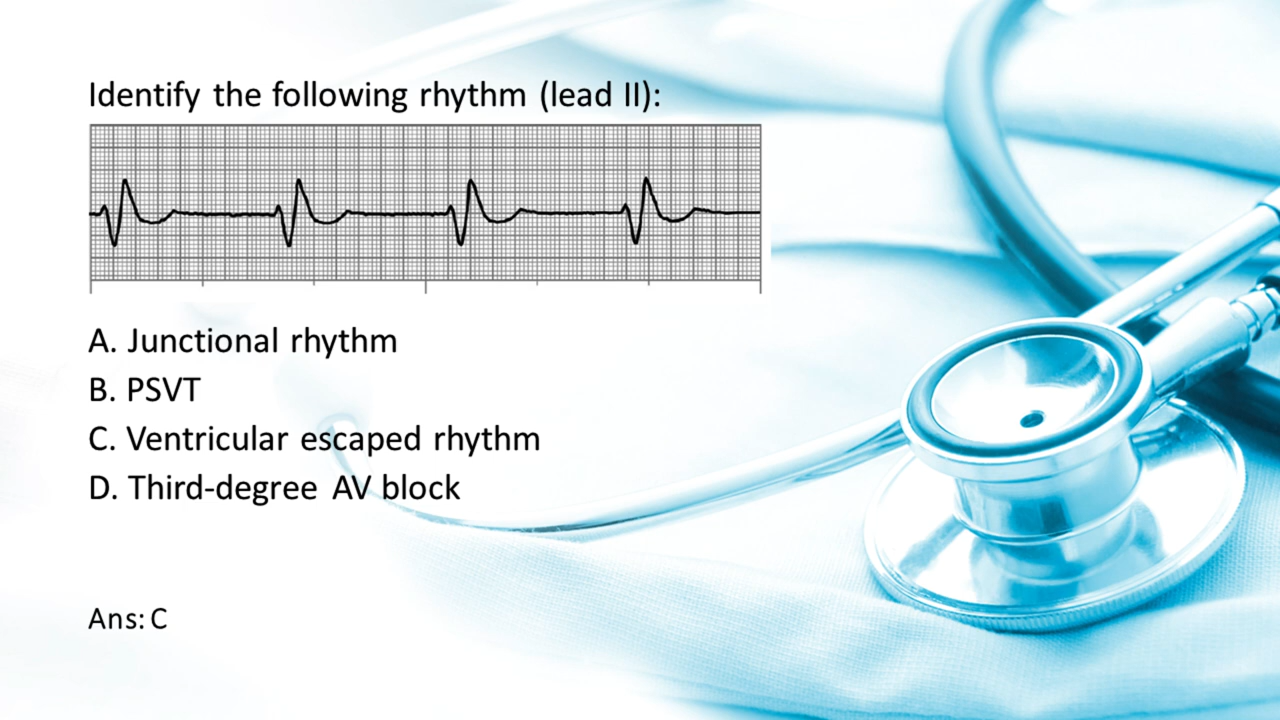 Identify the following rhythm (lead II):
A. Junctional rhythm
B. PSVT
C. Ventricular escaped rhythm
D. Third-degree AV block
Ans: C